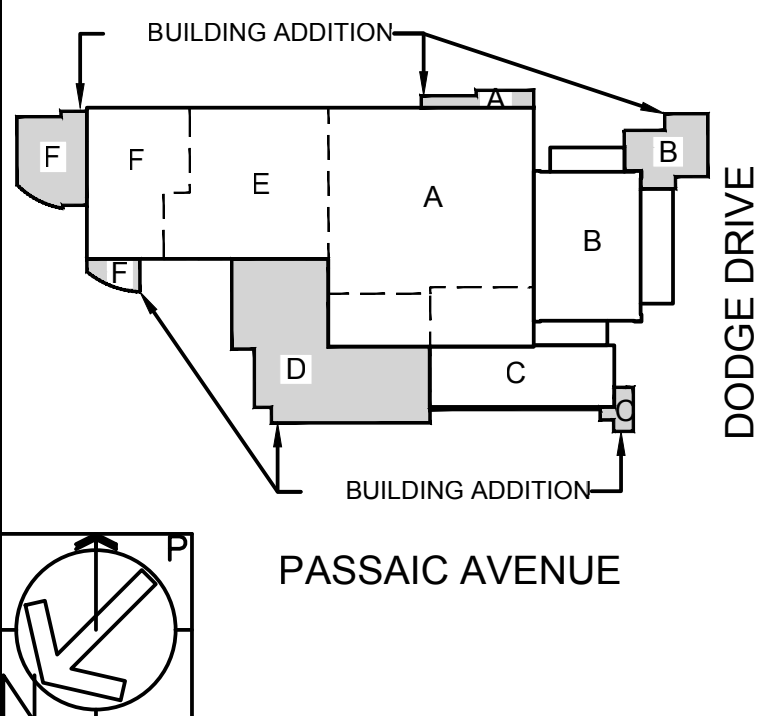 BUILDING ADDITION
A
F
F
E
A
B
B
F
D
C
C
BUILDING ADDITION
DODGE DRIVE
PASSAIC AVENUE
P
N